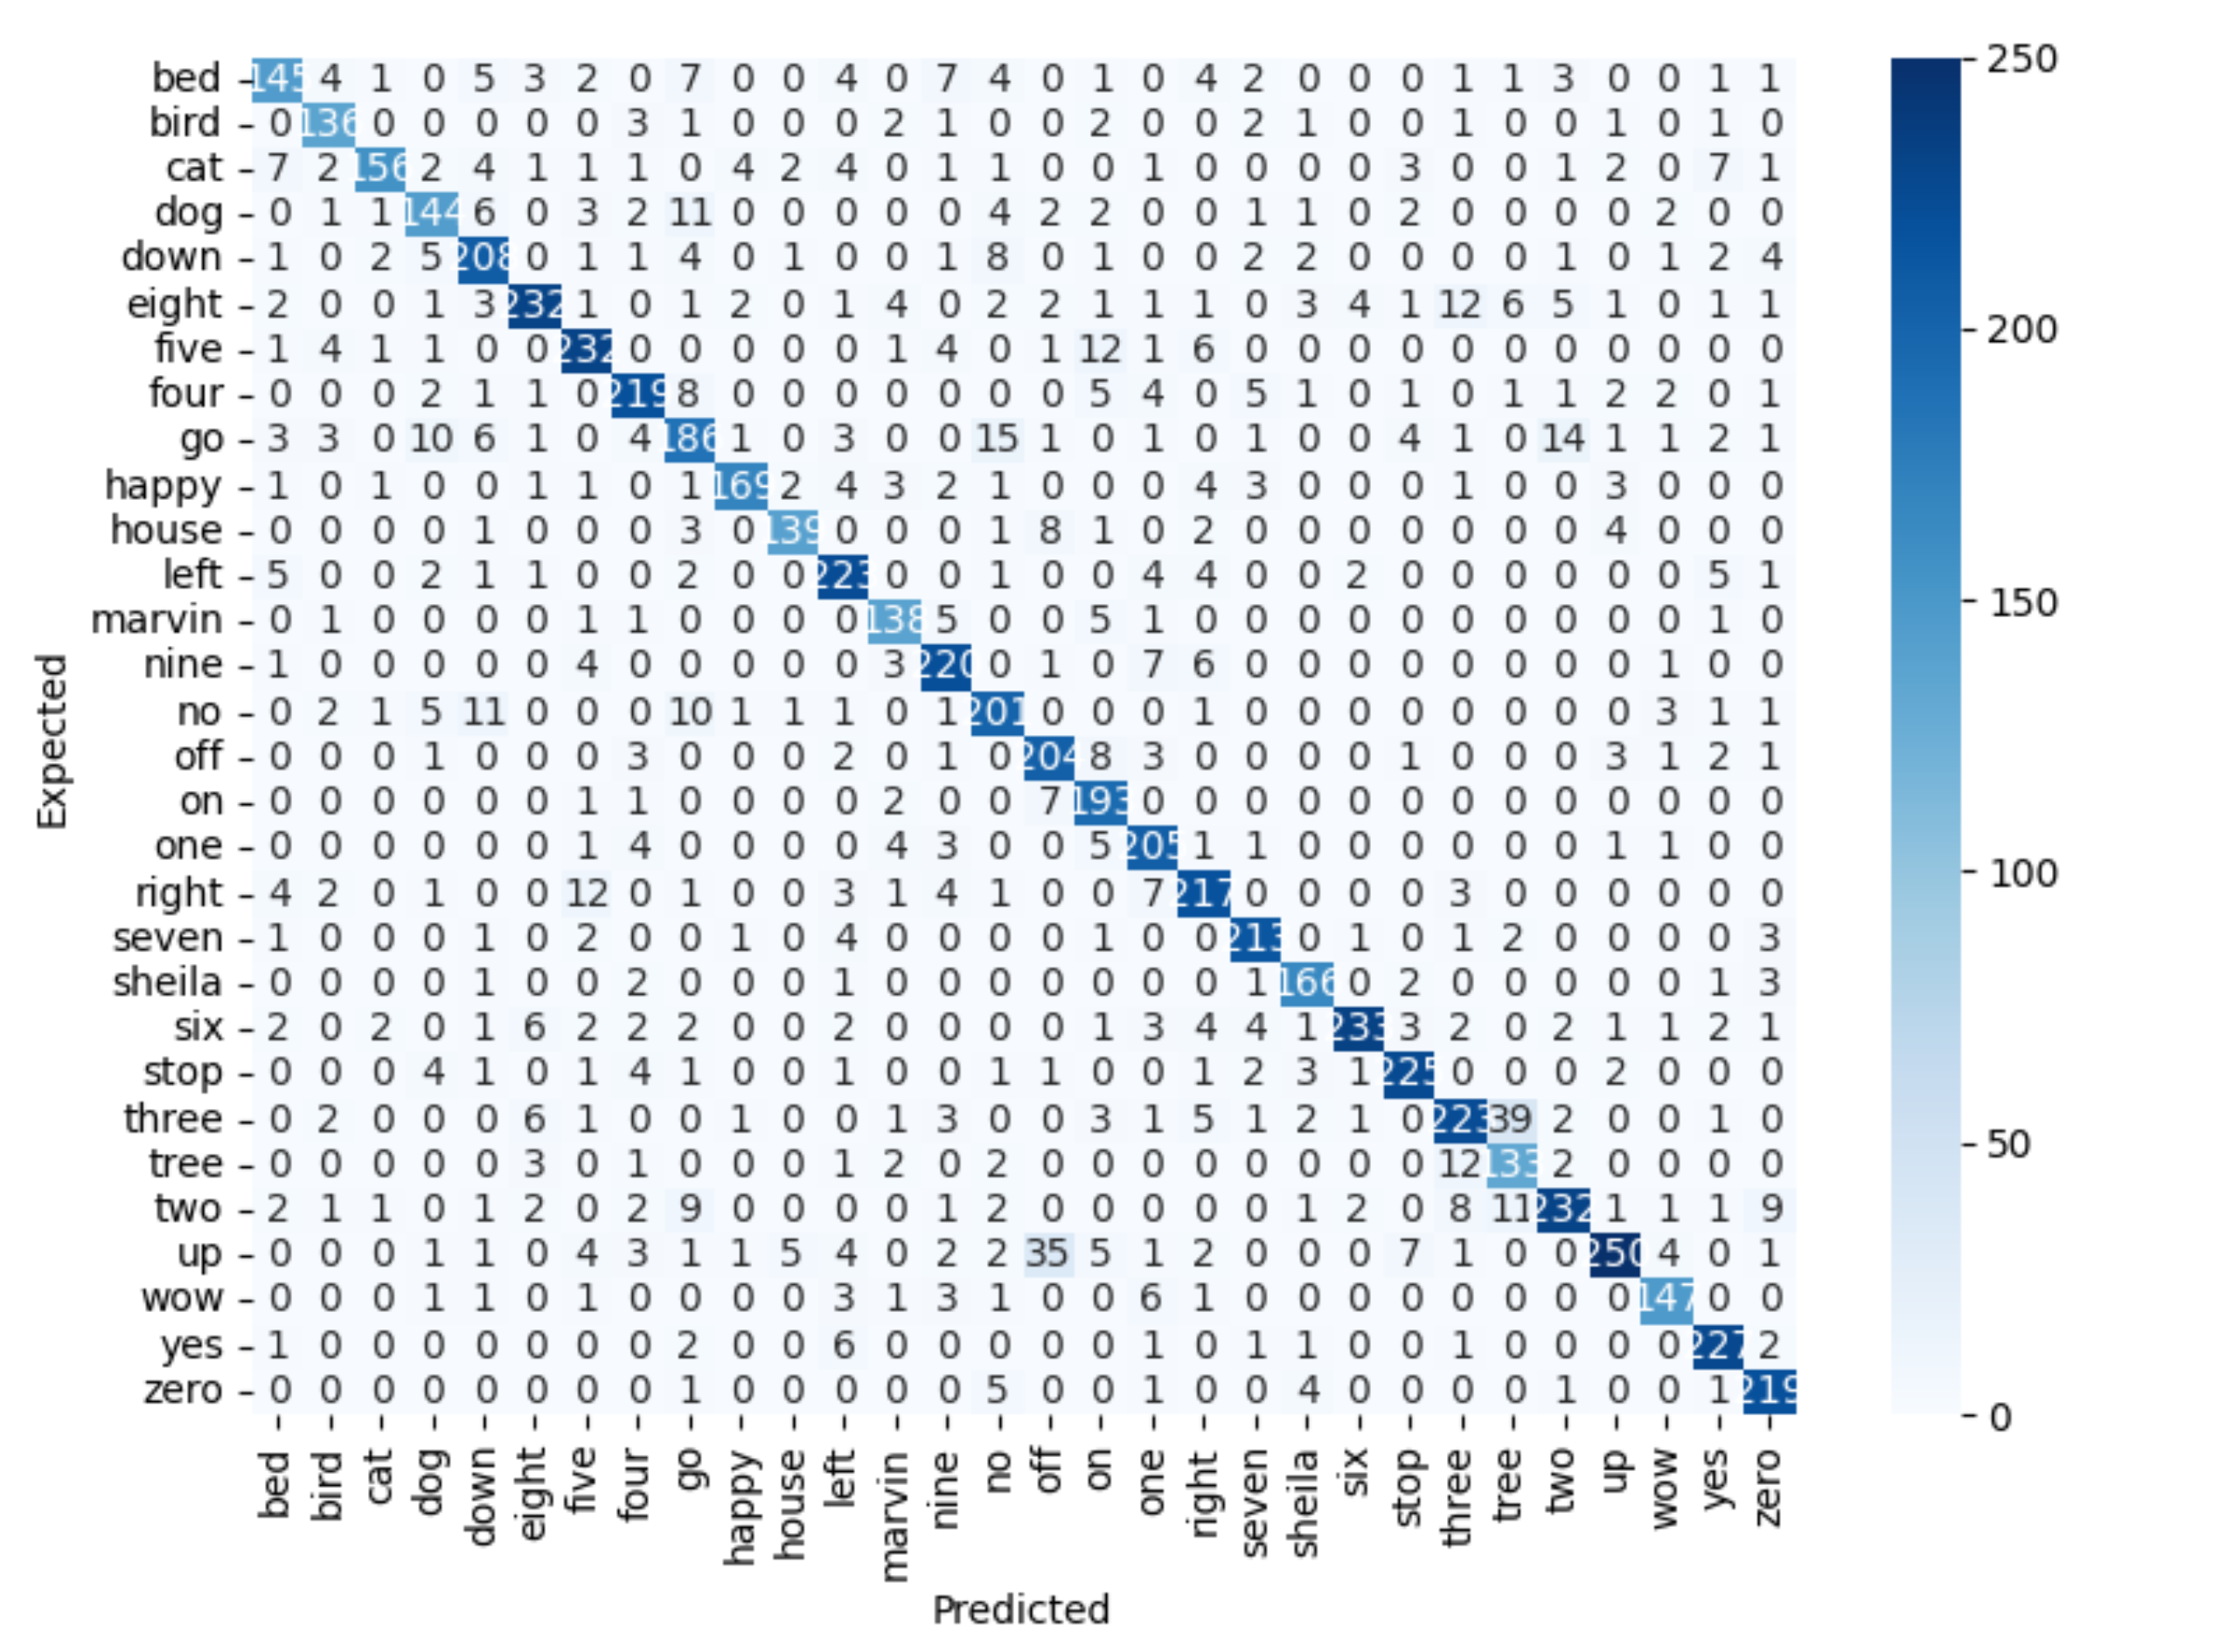 bed 145 4 1 0 5 3 2 0 7 0 0 4 0 7 4 0 1 0 4 2 0 0 0 1 1 3 0 0 1 1
bird 0 136 0 0 0 0 0 3 1 0 0 0 2 1 0 0 2 0 0 2 1 0 0 1 0 0 1 0 1 0
cat 7 2 156 2 4 1 1 1 0 4 2 4 0 1 1 0 0 1 0 0 0 0 3 0 0 1 2 0 7 1
dog 0 1 1 144 6 0 3 2 11 0 0 0 0 0 4 2 2 0 0 1 1 0 2 0 0 0 0 2 0 0
down 1 0 2 5 208 0 1 1 4 0 1 0 0 1 8 0 1 0 0 2 2 0 0 0 0 1 0 1 2 4
eight 2 0 0 1 3 232 1 0 1 2 0 1 4 0 2 2 1 1 1 0 3 4 1 12 6 5 1 0 1 1
five 1 4 1 1 0 0 232 0 0 0 0 0 1 4 0 1 12 1 6 0 0 0 0 0 0 0 0 0 0 0
four 0 0 0 2 1 1 0 219 8 0 0 0 0 0 0 0 5 4 0 5 1 0 1 0 1 1 2 2 0 1
go 3 3 0 10 6 1 0 4 186 1 0 3 0 0 15 1 0 1 0 1 0 0 4 1 0 14 1 1 2 1
happy 1 0 1 0 0 1 1 0 1 169 2 4 3 2 1 0 0 0 4 3 0 0 0 1 0 0 3 0 0 0
house 0 0 0 0 1 0 0 0 3 0 139 0 0 0 1 8 1 0 2 0 0 0 0 0 0 0 4 0 0 0
left 5 0 0 2 1 1 0 0 2 0 0 223 0 0 1 0 0 4 4 0 0 2 0 0 0 0 0 0 5 1
marvin 0 1 0 0 0 0 1 1 0 0 0 0 138 5 0 0 5 1 0 0 0 0 0 0 0 0 0 0 1 0
nine 1 0 0 0 0 0 4 0 0 0 0 0 3 220 0 1 0 7 6 0 0 0 0 0 0 0 0 1 0 0
no 0 2 1 5 11 0 0 0 10 1 1 1 0 1 201 0 0 0 1 0 0 0 0 0 0 0 0 3 1 1
off 0 0 0 1 0 0 0 3 0 0 0 2 0 1 0 204 8 3 0 0 0 0 1 0 0 0 3 1 2 1
on 0 0 0 0 0 0 1 1 0 0 0 0 2 0 0 7 193 0 0 0 0 0 0 0 0 0 0 0 0 0
one 0 0 0 0 0 0 1 4 0 0 0 0 4 3 0 0 5 205 1 1 0 0 0 0 0 0 1 1 0 0
right 4 2 0 1 0 0 12 0 1 0 0 3 1 4 1 0 0 7 217 0 0 0 0 3 0 0 0 0 0 0
seven 1 0 0 0 1 0 2 0 0 1 0 4 0 0 0 0 1 0 0 213 0 1 0 1 2 0 0 0 0 3
sheila 0 0 0 0 1 0 0 2 0 0 0 1 0 0 0 0 0 0 0 1 166 0 2 0 0 0 0 0 1 3
six 2 0 2 0 1 6 2 2 2 0 0 2 0 0 0 0 1 3 4 4 1 233 3 2 0 2 1 1 2 1
stop 0 0 0 4 1 0 1 4 1 0 0 1 0 0 1 1 0 0 1 2 3 1 225 0 0 0 2 0 0 0
three 0 2 0 0 0 6 1 0 0 1 0 0 1 3 0 0 3 1 5 1 2 1 0 223 39 2 0 0 1 0
tree 0 0 0 0 0 3 0 1 0 0 0 1 2 0 2 0 0 0 0 0 0 0 0 12 133 2 0 0 0 0
two 2 1 1 0 1 2 0 2 9 0 0 0 0 1 2 0 0 0 0 0 1 2 0 8 11 232 1 1 1 9
up 0 0 0 1 1 0 4 3 1 1 5 4 0 2 2 35 5 1 2 0 0 0 7 1 0 0 250 4 0 1
wow 0 0 0 1 1 0 1 0 0 0 0 3 1 3 1 0 0 6 1 0 0 0 0 0 0 0 0 147 0 0
yes 1 0 0 0 0 0 0 0 2 0 0 6 0 0 0 0 0 1 0 1 1 0 0 1 0 0 0 0 227 2
zero 0 0 0 0 0 0 0 0 1 0 0 0 0 0 5 0 0 1 0 0 4 0 0 0 0 1 0 0 1 219
bed bird cat dog down eight five four go happy house left marvin nine no off on one right seven sheila six stop three tree two up wow yes zero
Predicted
Expected
250
200
150
100
50
0